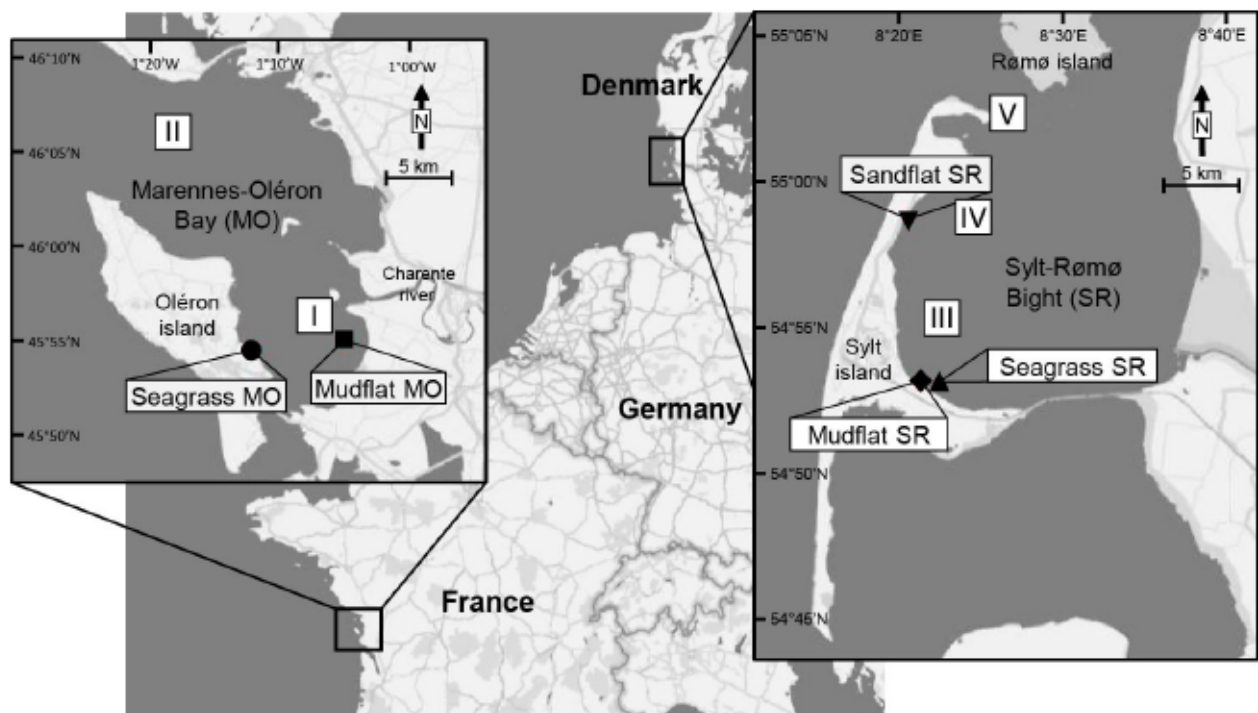 Denmark
Germany
France
46°10'N
1°20'W
1°10'W
1°00'W
N
II
5 km
46°05'N
Marennes-Oléron
Bay (MO)
46°00'N
Charente
river
Oléron
island
I
45°55'N
Seagrass MO
Mudflat MO
45°50'N
55°05'N
8°20'E
8°30'E
8°40'E
Rømø island
V
N
5 km
Sandflat SR
55°00'N
IV
Sylt-Rømø
Bight (SR)
III
54°55'N
Sylt
island
Seagrass SR
Mudflat SR
54°50'N
54°45'N